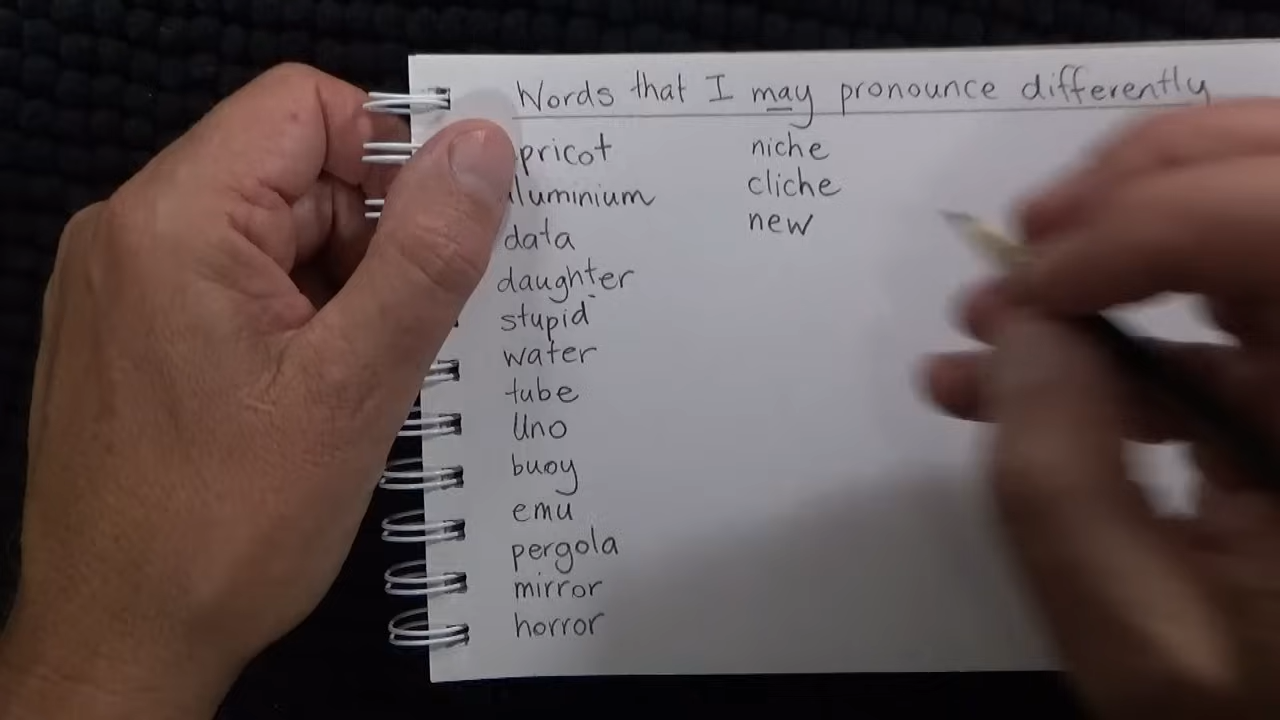 Words that I may pronounce differently
pricot
luminium
data
daughter
stupid
water
tube
Uno
buoy
emu
pergola
mirror
horror
niche
cliche
new